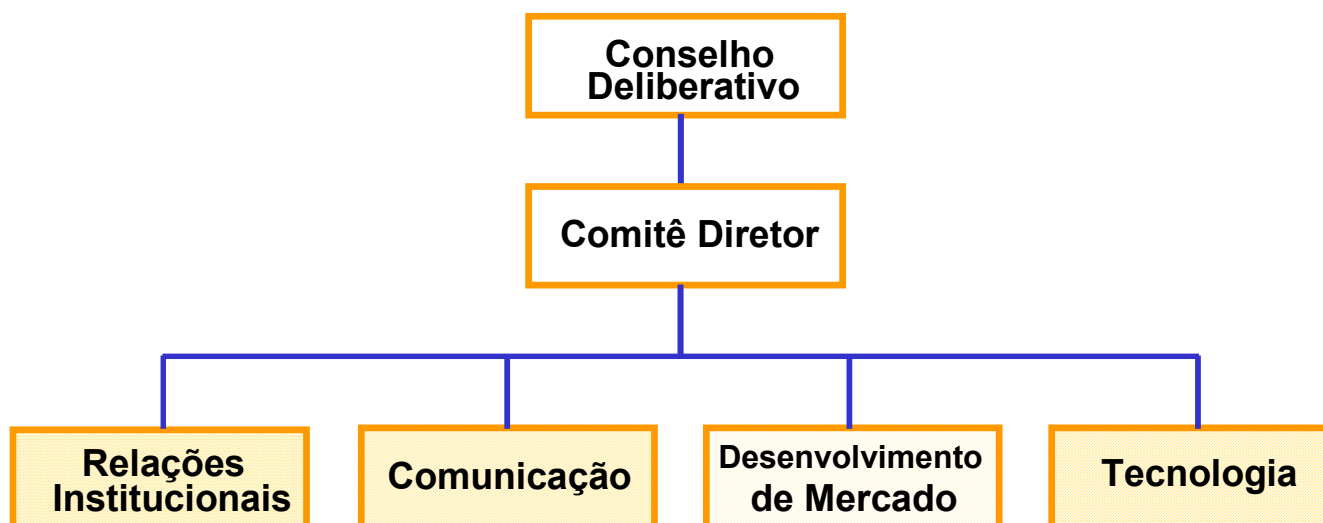 Conselho
Deliberativo
Comitê Diretor
Relações
Institucionais
Comunicação
Desenvolvimento
de Mercado
Tecnologia